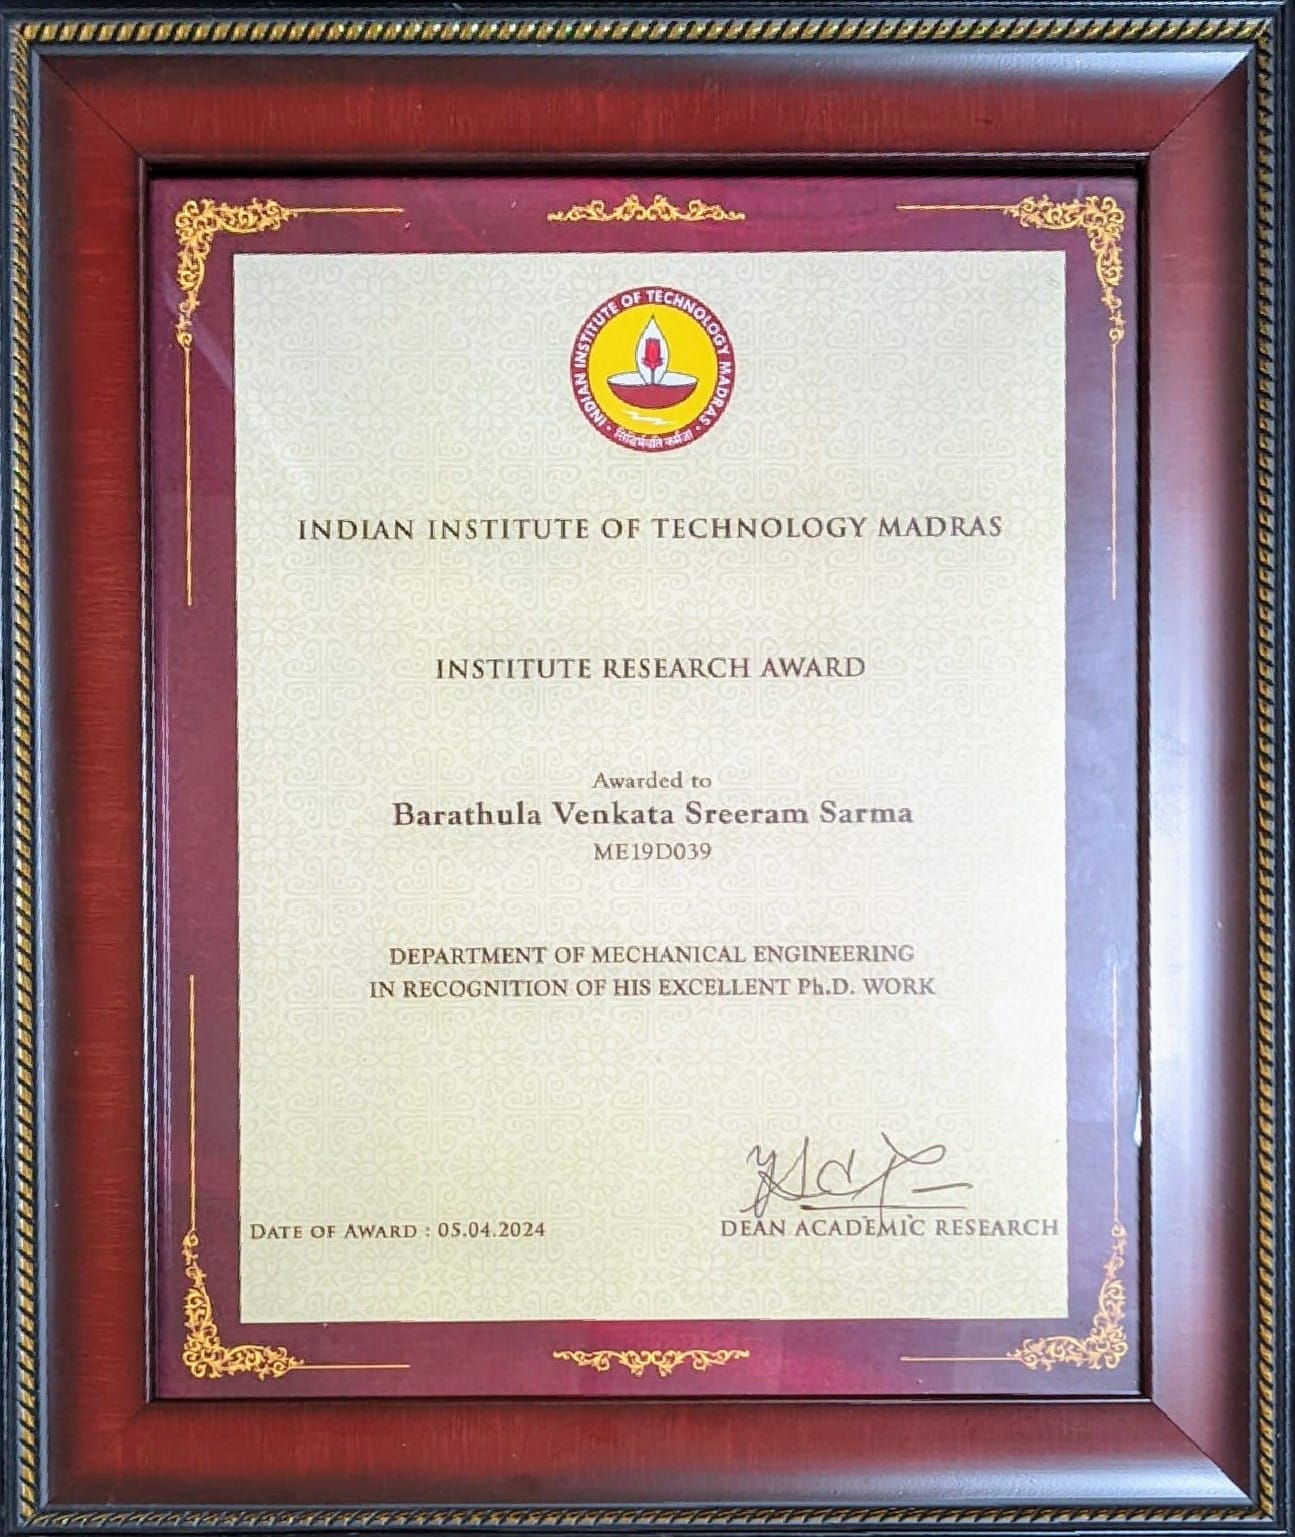 INDIAN INSTITUTE OF TECHNOLOGY MADRAS
सिद्धिर्भवति कर्मजा
INDIAN INSTITUTE OF TECHNOLOGY MADRAS
INSTITUTE RESEARCH AWARD
Awarded to
Barathula Venkata Sreeram Sarma
ME19D039
DEPARTMENT OF MECHANICAL ENGINEERING
IN RECOGNITION OF HIS EXCELLENT Ph.D. WORK
DATE OF AWARD : 05.04.2024
DEAN ACADEMIC RESEARCH